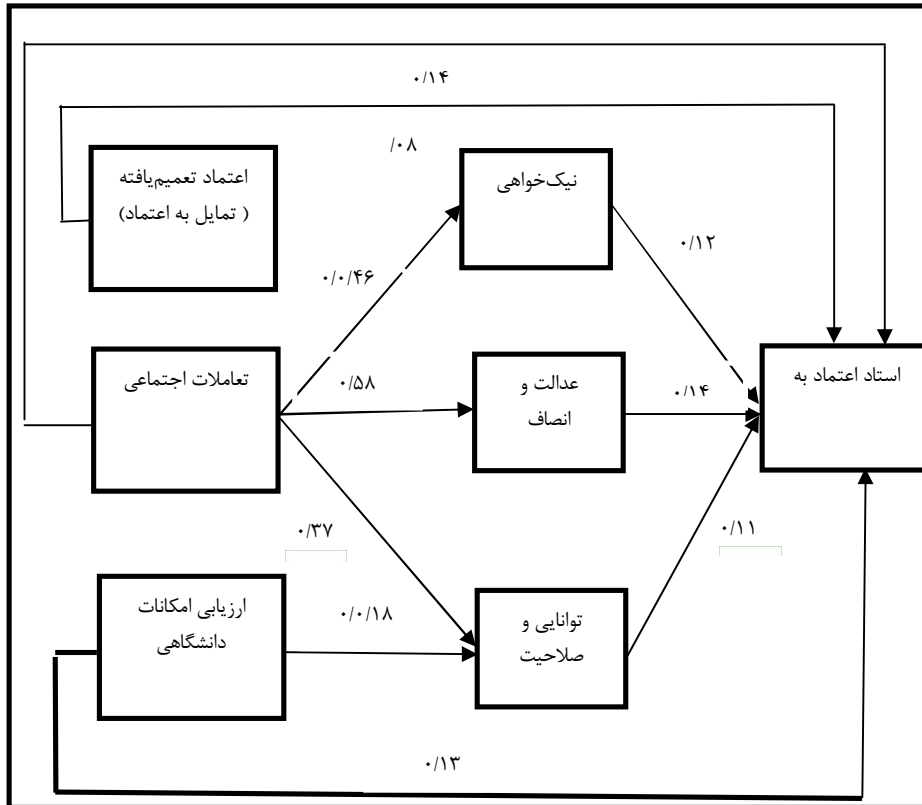 ۰/۱۴
/۰۸
اعتماد تعمیم‌یافته
( تمایل به اعتماد)
نیک‌خواهی
۰/۱۲
۰/۰/۴۶
تعاملات اجتماعی
۰/۵۸
عدالت و
انصاف
۰/۱۴
استاد اعتماد به
۰/۳۷
۰/۱۱
ارزیابی امکانات
دانشگاهی
۰/۰/۱۸
توانایی و
صلاحیت
۰/۱۳